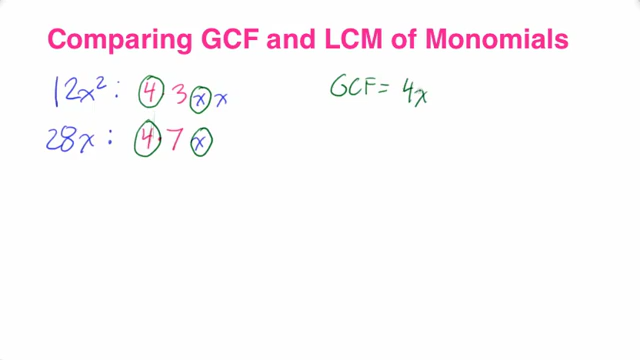 Comparing GCF and LCM of Monomials
12x² : 4 · 3 x x GCF = 4x
28x : 4 · 7 x